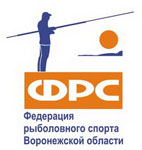 ФРС
Федерация
рыболовного спорта
Воронежской области